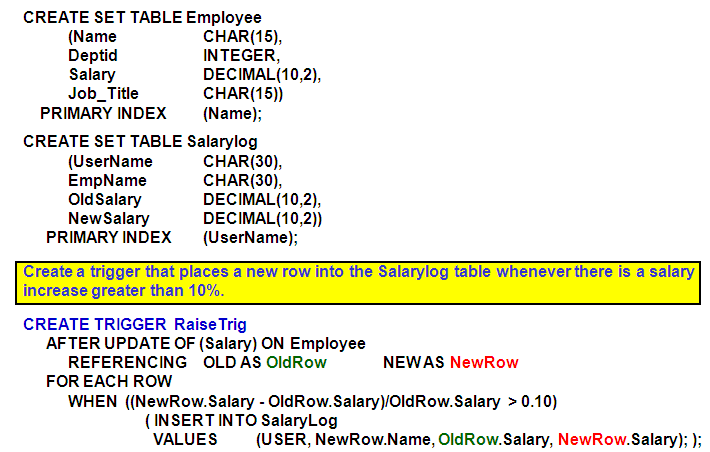 CREATE SET TABLE Employee
(Name CHAR(15),
Deptid INTEGER,
Salary DECIMAL(10,2),
Job_Title CHAR(15))
PRIMARY INDEX (Name);
CREATE SET TABLE Salarylog
(UserName CHAR(30),
EmpName CHAR(30),
OldSalary DECIMAL(10,2),
NewSalary DECIMAL(10,2))
PRIMARY INDEX (UserName);
Create a trigger that places a new row into the Salarylog table whenever there is a salary
increase greater than 10%.
CREATE TRIGGER RaiseTrig
AFTER UPDATE OF (Salary) ON Employee
REFERENCING OLD AS OldRow NEW AS NewRow
FOR EACH ROW
WHEN ((NewRow.Salary - OldRow.Salary)/OldRow.Salary > 0.10)
( INSERT INTO SalaryLog
VALUES (USER, NewRow.Name, OldRow.Salary, NewRow.Salary); );